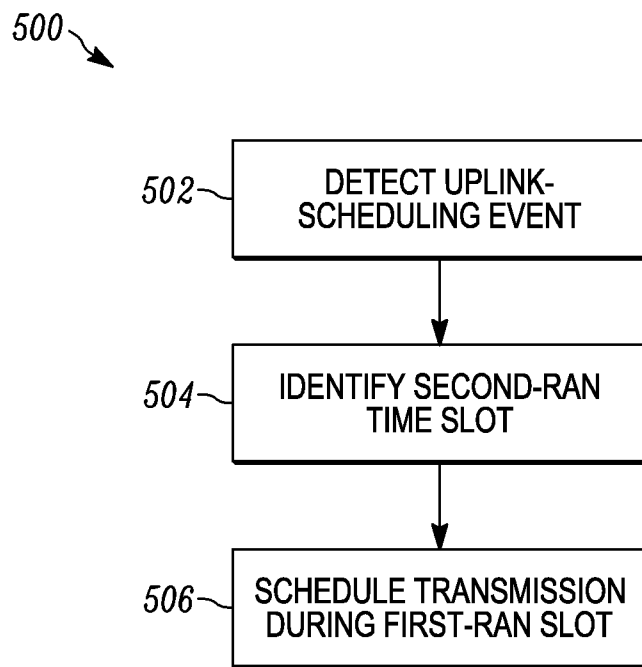 500
502
DETECT UPLINK-
SCHEDULING EVENT
504
IDENTIFY SECOND-RAN
TIME SLOT
506
SCHEDULE TRANSMISSION
DURING FIRST-RAN SLOT